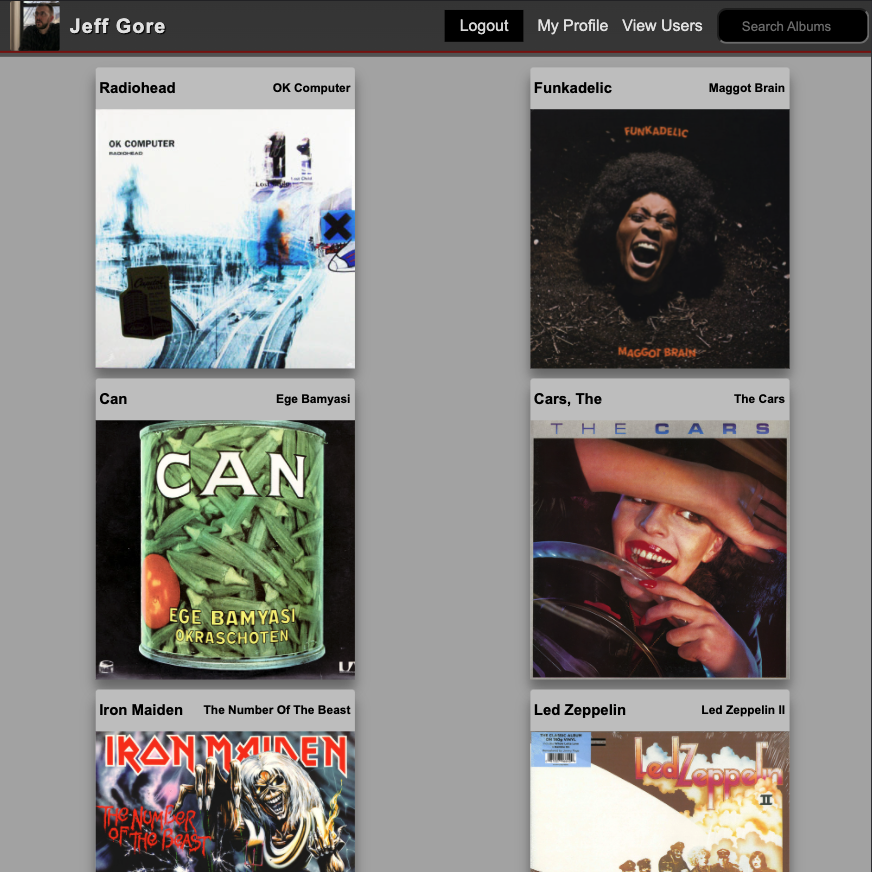 Jeff Gore
Logout
My Profile
View Users
Search Albums
Radiohead
OK Computer
OK COMPUTER
RADIOHEAD
Funkadelic
Maggot Brain
FUNKADELIC
MAGGOT BRAIN
Can
Ege Bamyasi
CAN
EGE BAMYASI
OKRASCHOTEN
Cars, The
The Cars
THE CARS
Iron Maiden
The Number Of The Beast
IRON MAIDEN
THE NUMBER
OF THE BEAST
Led Zeppelin
Led Zeppelin II
Led Zeppelin
II